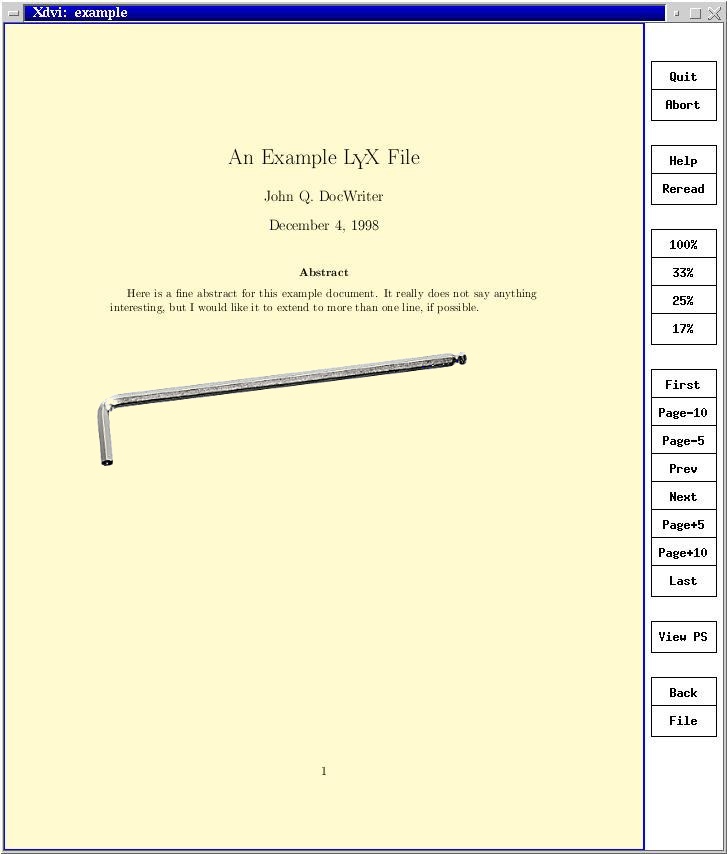 Xdvi: example
An Example LYX File
John Q. DocWriter
December 4, 1998
Abstract
Here is a fine abstract for this example document. It really does not say anything
interesting, but I would like it to extend to more than one line, if possible.
1
Quit
Abort
Help
Reread
100%
33%
25%
17%
First
Page-10
Page-5
Prev
Next
Page+5
Page+10
Last
View PS
Back
File